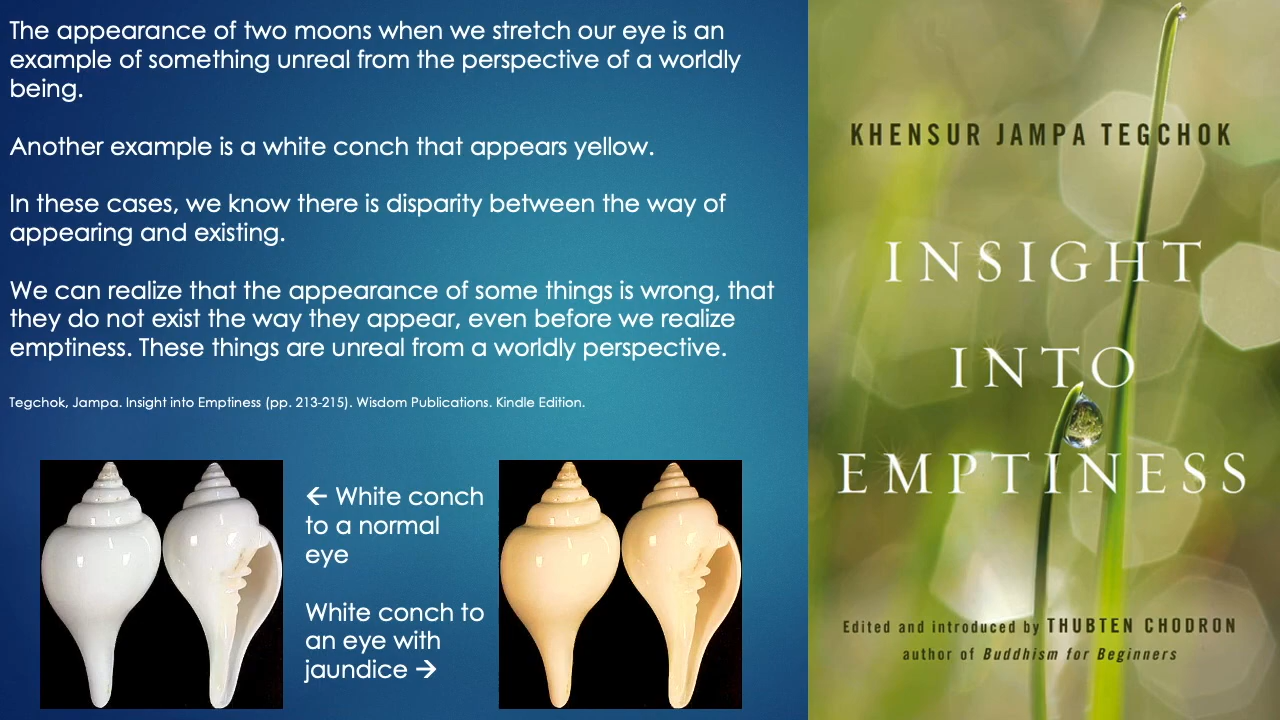 The appearance of two moons when we stretch our eye is an
example of something unreal from the perspective of a worldly
being.
Another example is a white conch that appears yellow.
In these cases, we know there is disparity between the way of
appearing and existing.
We can realize that the appearance of some things is wrong, that
they do not exist the way they appear, even before we realize
emptiness. These things are unreal from a worldly perspective.
Tegchok, Jampa. Insight into Emptiness (pp. 213-215). Wisdom Publications. Kindle Edition.
← White conch
to a normal
eye
White conch to
an eye with
jaundice →
KHENSUR JAMPA TEGCHOK
INSIGHT
INTO
EMPTINESS
Edited and introduced by THUBTEN CHODRON
author of Buddhism for Beginners